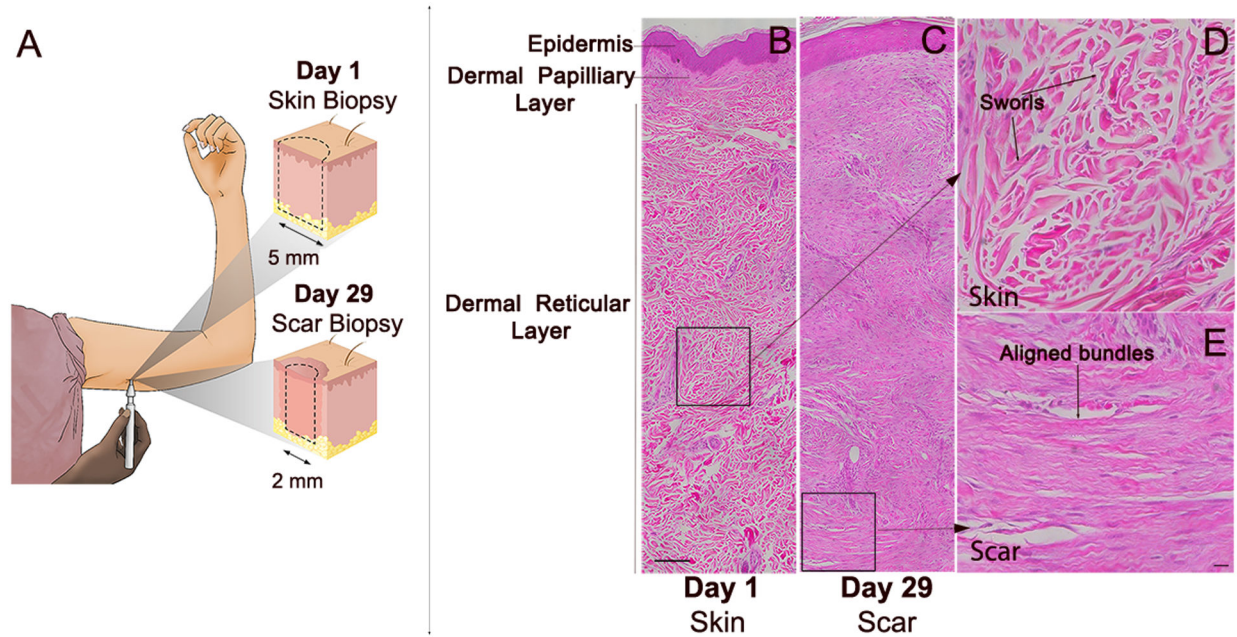 A
Day 1
Skin Biopsy
5 mm
Day 29
Scar Biopsy
2 mm
Epidermis
Dermal Papilliary
Layer
Dermal Reticular
Layer
B
C
D
Sworls
Skin
E
Aligned bundles
Scar
Day 1
Skin
Day 29
Scar